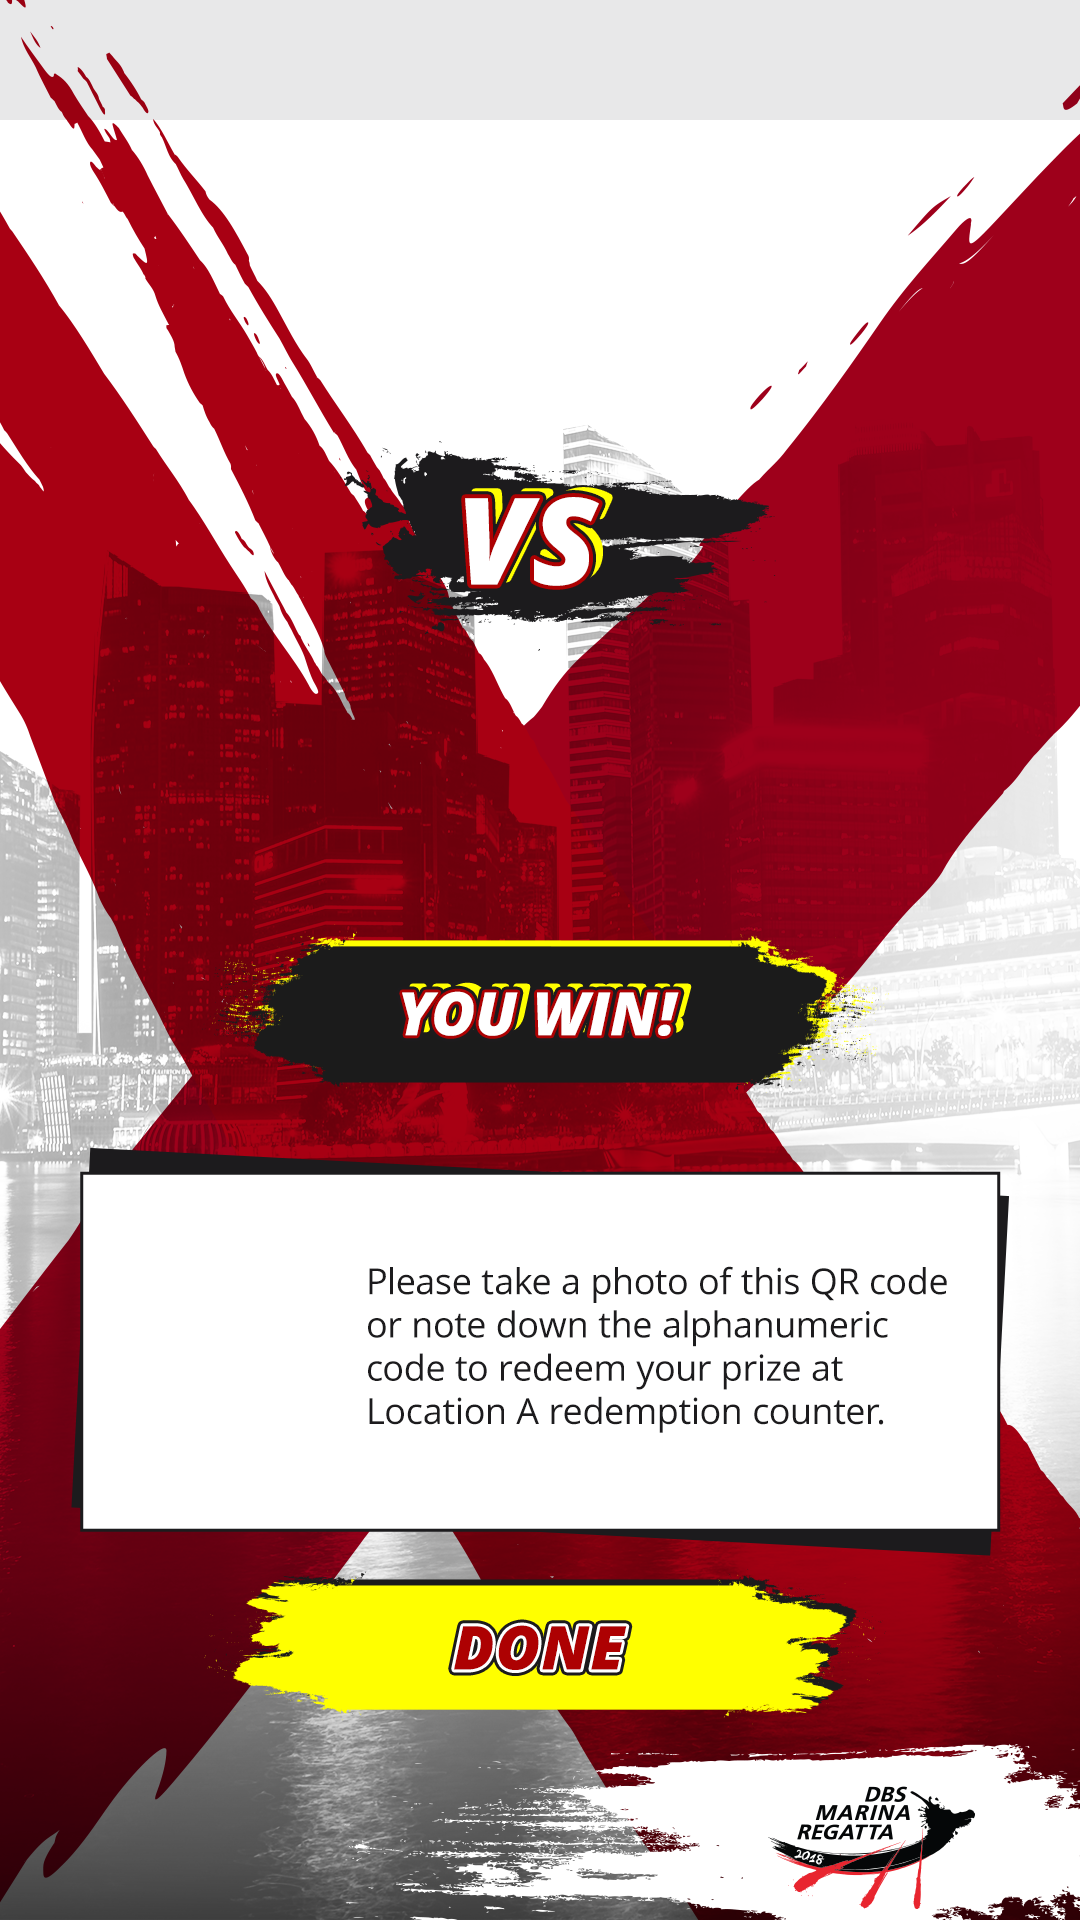 VS
YOU WIN!
Please take a photo of this QR code
or note down the alphanumeric
code to redeem your prize at
Location A redemption counter.
DONE
DBS
MARINA
REGATTA
2018